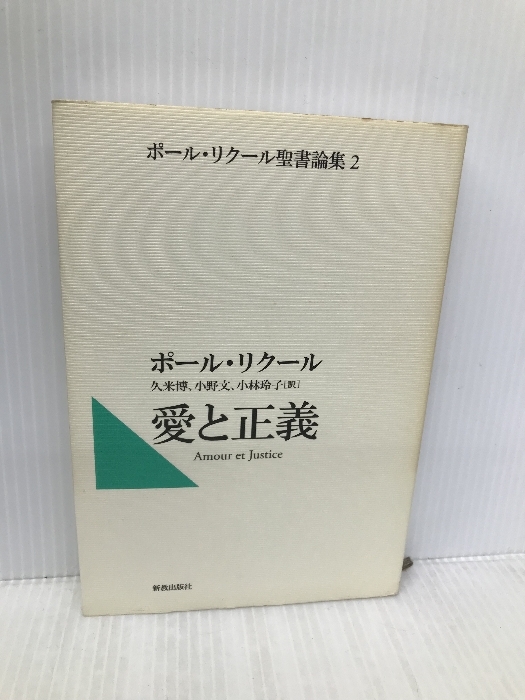 ポール・リクール聖書論集 2
ポール・リクール
久米博、小野文、小林玲子[訳]
愛と正義
Amour et Justice
新教出版社